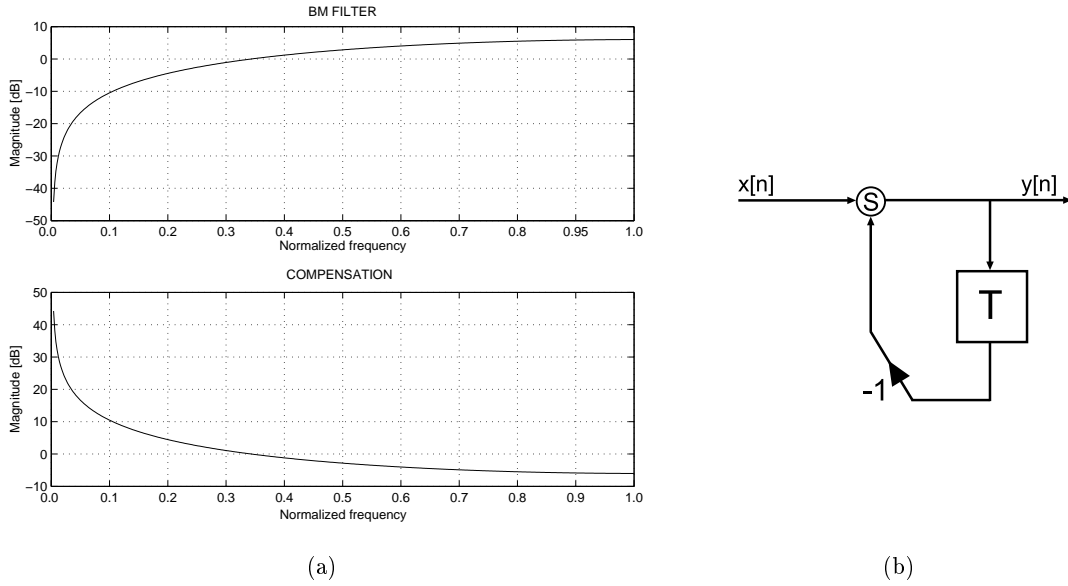 BM FILTER
Magnitude [dB]
10
0
−10
−20
−30
−40
−50
0.0 0.1 0.2 0.3 0.4 0.5 0.6 0.7 0.8 0.95 1.0
Normalized frequency
COMPENSATION
Magnitude [dB]
50
40
30
20
10
0
−10
0.0 0.1 0.2 0.3 0.4 0.5 0.6 0.7 0.8 0.95 1.0
Normalized frequency
(a)
x[n]
S
y[n]
T
-1
(b)